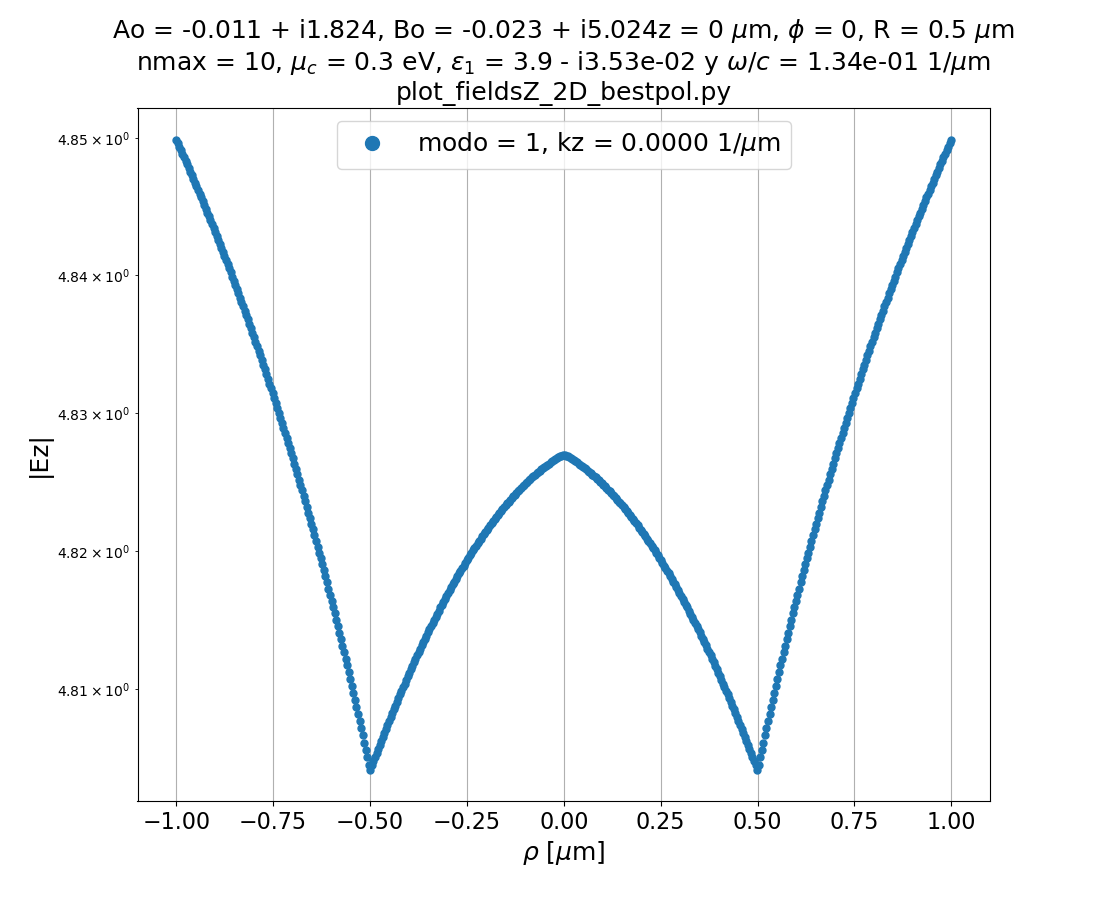 Ao = -0.011 + i1.824, Bo = -0.023 + i5.024z = 0 μm, ϕ = 0, R = 0.5 μm
nmax = 10, μ_c = 0.3 eV, ε₁ = 3.9 - i3.53e-02 y ω/c = 1.34e-01 1/μm
plot_fieldsZ_2D_bestpol.py
modo = 1, kz = 0.0000 1/μm
4.85 × 10⁰
4.84 × 10⁰
4.83 × 10⁰
4.82 × 10⁰
4.81 × 10⁰
|Ez|
−1.00 −0.75 −0.50 −0.25 0.00 0.25 0.50 0.75 1.00
ρ [μm]